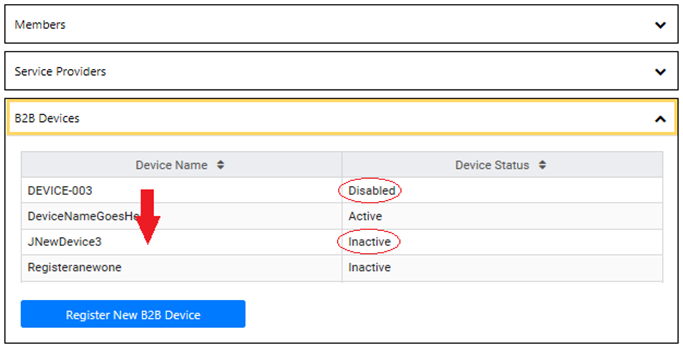 Members
Service Providers
B2B Devices
Device Name Device Status
DEVICE-003 Disabled
DeviceNameGoesHe Active
JNewDevice3 Inactive
Registeranewone Inactive
Register New B2B Device